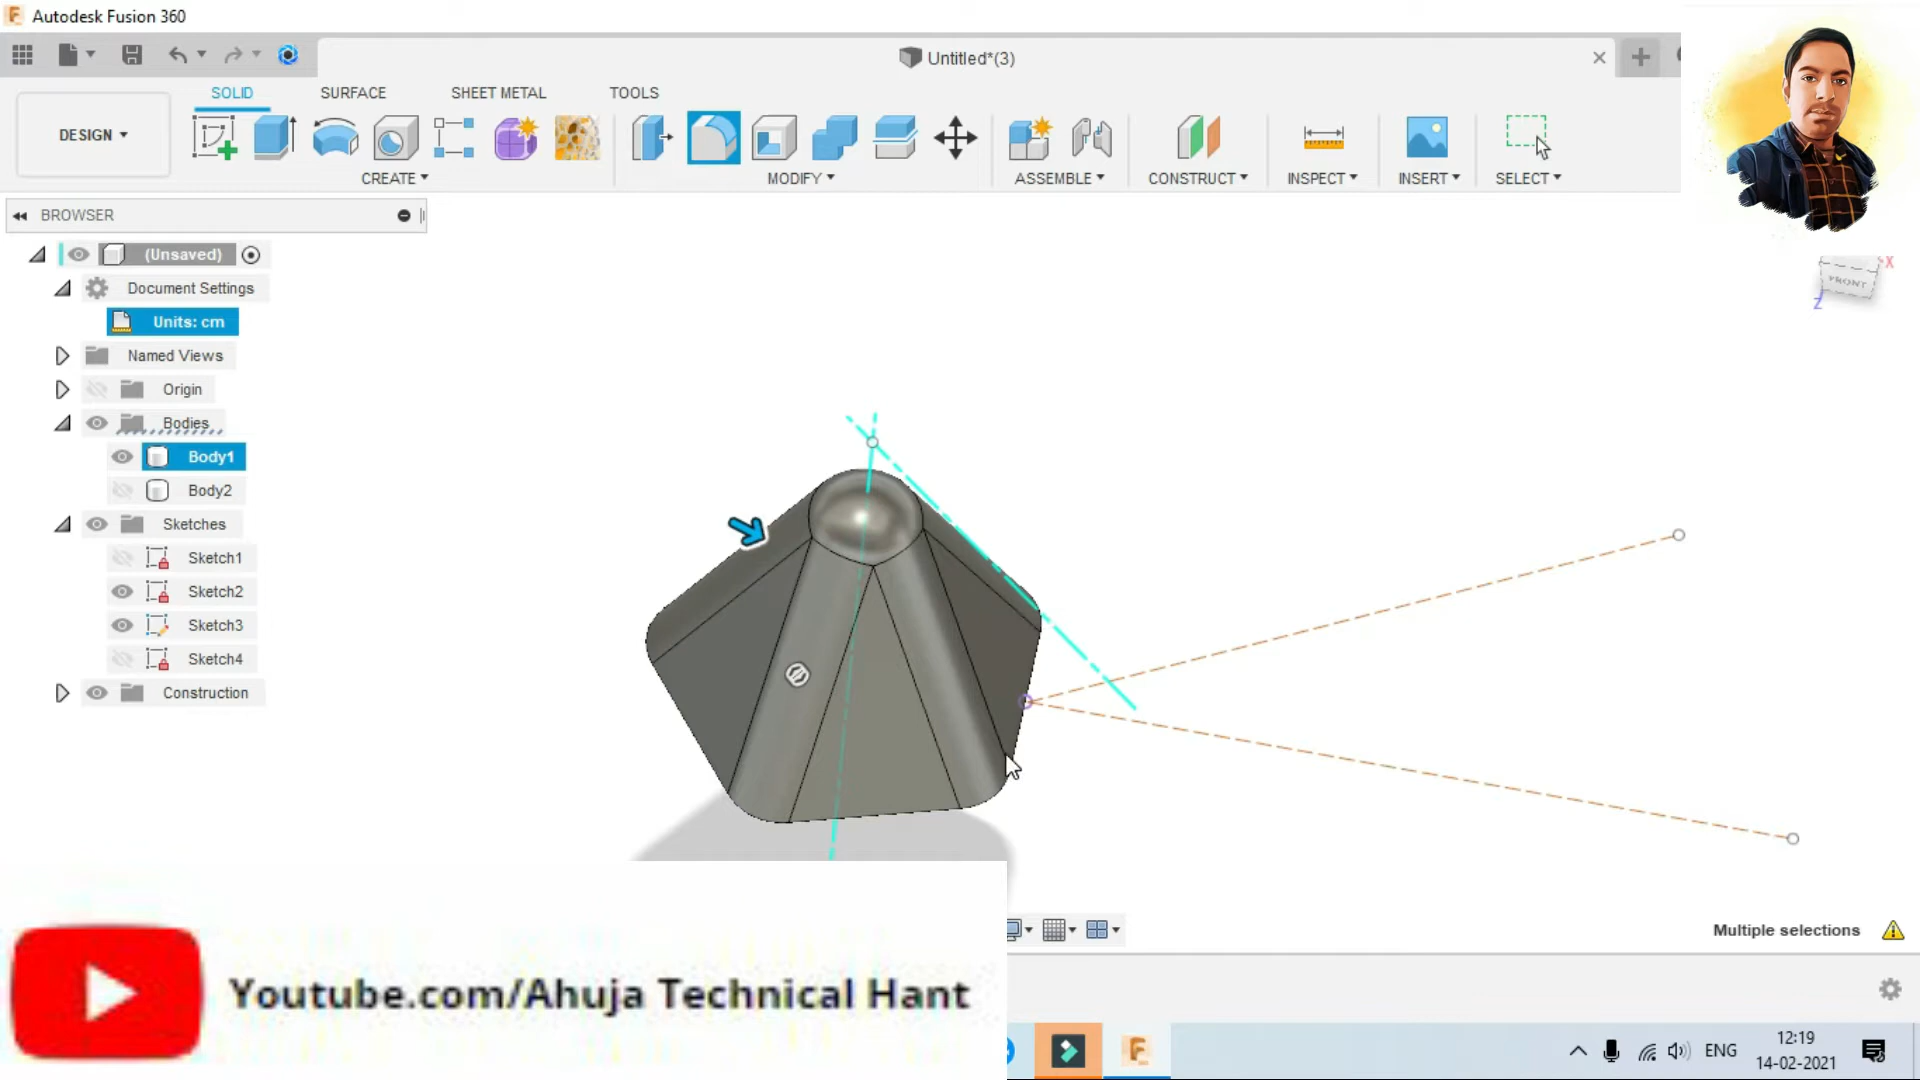 Autodesk Fusion 360
Untitled*(3)
SOLID SURFACE SHEET METAL TOOLS
DESIGN
CREATE MODIFY ASSEMBLE CONSTRUCT INSPECT INSERT SELECT
BROWSER
(Unsaved)
Document Settings
Units: cm
Named Views
Origin
Bodies
Body1
Body2
Sketches
Sketch1
Sketch2
Sketch3
Sketch4
Construction
X
FRONT
Z
Multiple selections
Youtube.com/Ahuja Technical Hant
ENG
12:19
14-02-2021